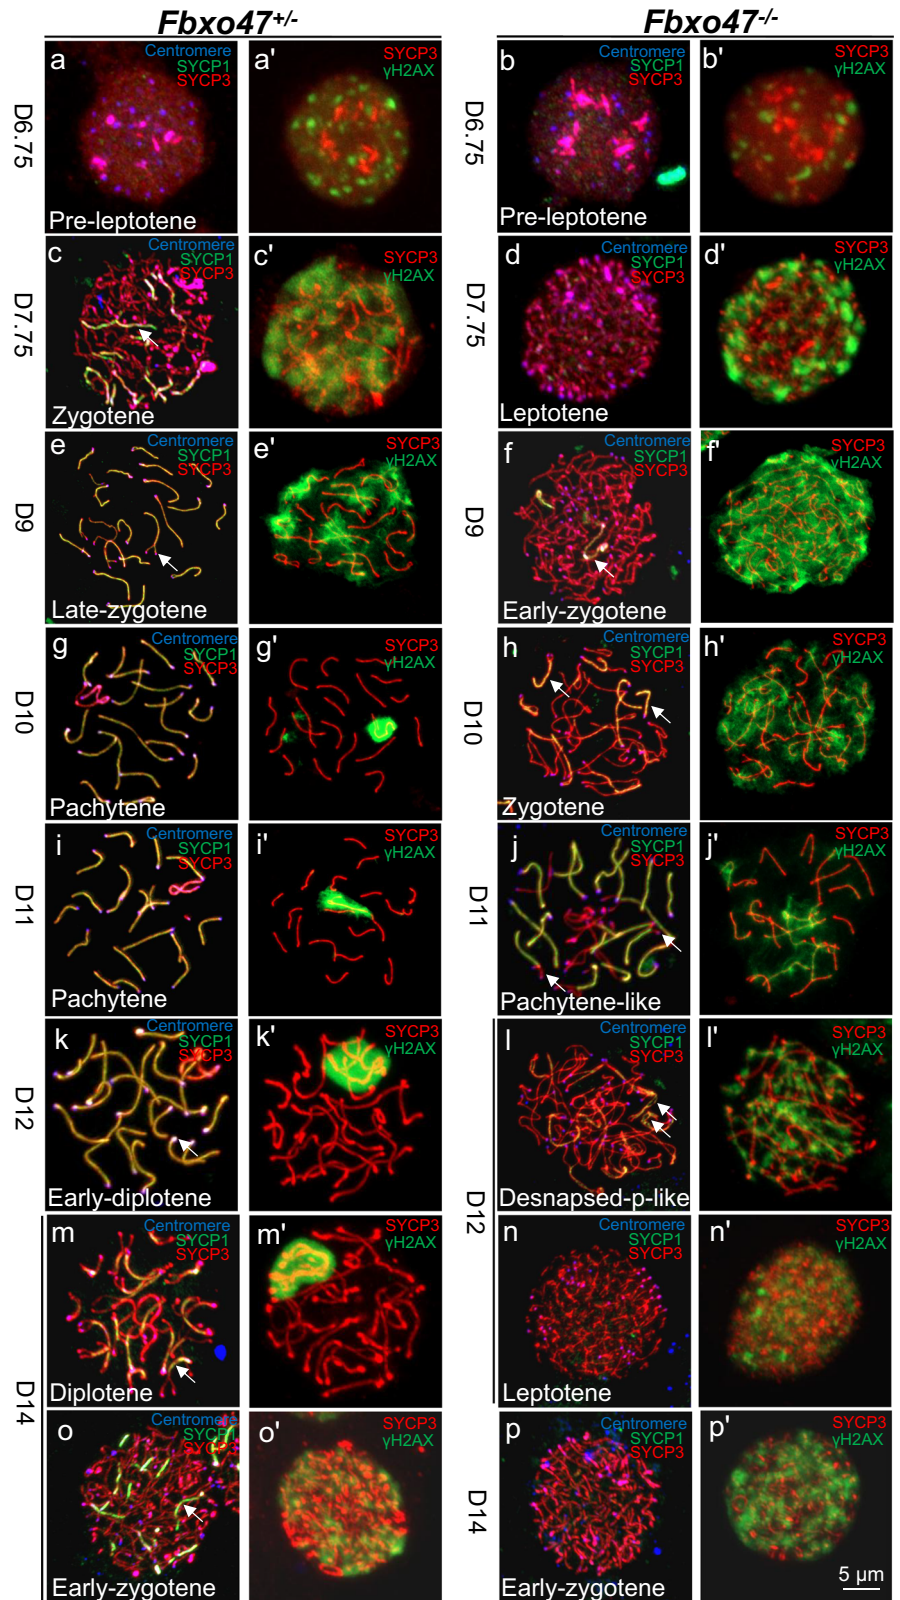 Fbxo47+/-
Fbxo47-/-
D6.75
a
Centromere
SYCP1
SYCP3
Pre-leptotene
a'
SYCP3
γH2AX
D6.75
b
Centromere
SYCP1
SYCP3
Pre-leptotene
b'
SYCP3
γH2AX
D7.75
c
Centromere
SYCP1
SYCP3
Zygotene
c'
SYCP3
γH2AX
D7.75
d
Centromere
SYCP1
SYCP3
Leptotene
d'
SYCP3
γH2AX
D9
e
Centromere
SYCP1
SYCP3
Late-zygotene
e'
SYCP3
γH2AX
D9
f
Centromere
SYCP1
SYCP3
Early-zygotene
f'
SYCP3
γH2AX
D10
g
Centromere
SYCP1
SYCP3
Pachytene
g'
SYCP3
γH2AX
D10
h
Centromere
SYCP1
SYCP3
Zygotene
h'
SYCP3
γH2AX
D11
i
Centromere
SYCP1
SYCP3
Pachytene
i'
SYCP3
γH2AX
D11
j
Centromere
SYCP1
SYCP3
Pachytene-like
j'
SYCP3
γH2AX
D12
k
Centromere
SYCP1
SYCP3
Early-diplotene
k'
SYCP3
γH2AX
D12
l
Centromere
SYCP1
SYCP3
Desnapsed-p-like
l'
SYCP3
γH2AX
D14
m
Centromere
SYCP1
SYCP3
Diplotene
m'
SYCP3
γH2AX
n
Centromere
SYCP1
SYCP3
Leptotene
n'
SYCP3
γH2AX
o
Centromere
SYCP1
SYCP3
Early-zygotene
o'
SYCP3
γH2AX
D14
p
Centromere
SYCP1
SYCP3
Early-zygotene
p'
SYCP3
γH2AX
5 μm